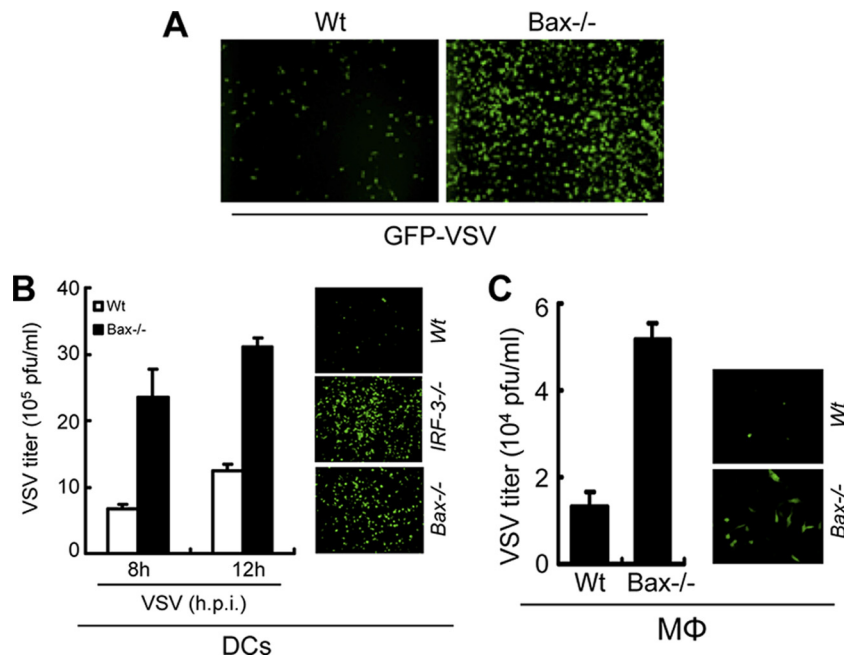 A
Wt Bax-/-
GFP-VSV
B
VSV titer (10⁵ pfu/ml)
40
30
20
10
0
Wt
Bax-/-
8h 12h
VSV (h.p.i.)
DCs
Wt
IRF-3-/-
Bax-/-
C
VSV titer (10⁴ pfu/ml)
6
4
2
0
Wt Bax-/-
MΦ
Wt
Bax-/-